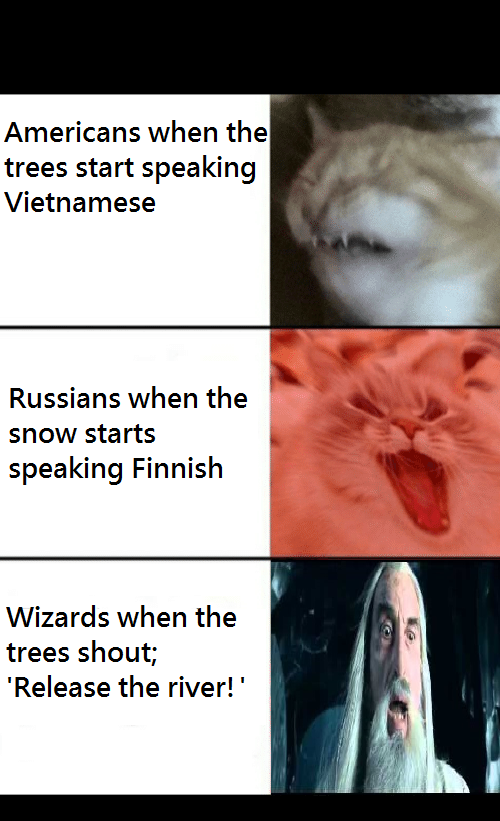 Americans when the
trees start speaking
Vietnamese
Russians when the
snow starts
speaking Finnish
Wizards when the
trees shout;
'Release the river!'